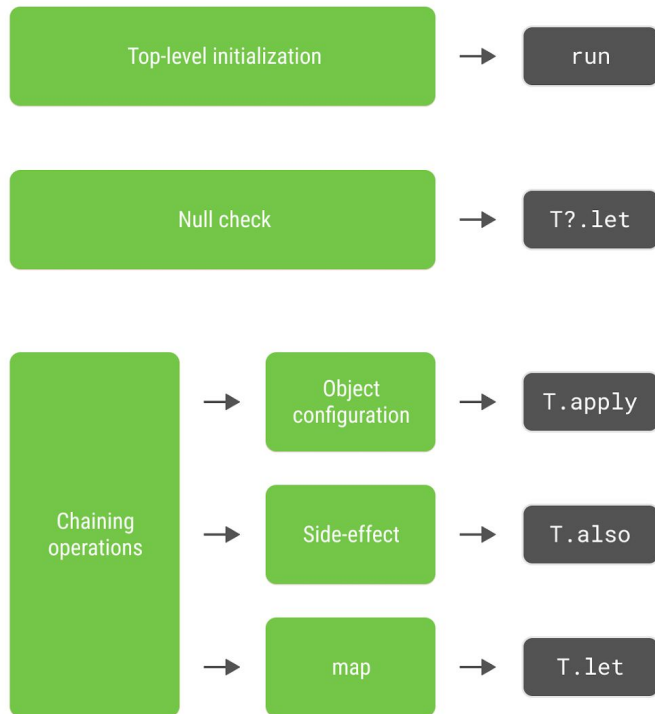 Top-level initialization
run
Null check
T?.let
Chaining
operations
Object
configuration
T.apply
Side-effect
T.also
map
T.let